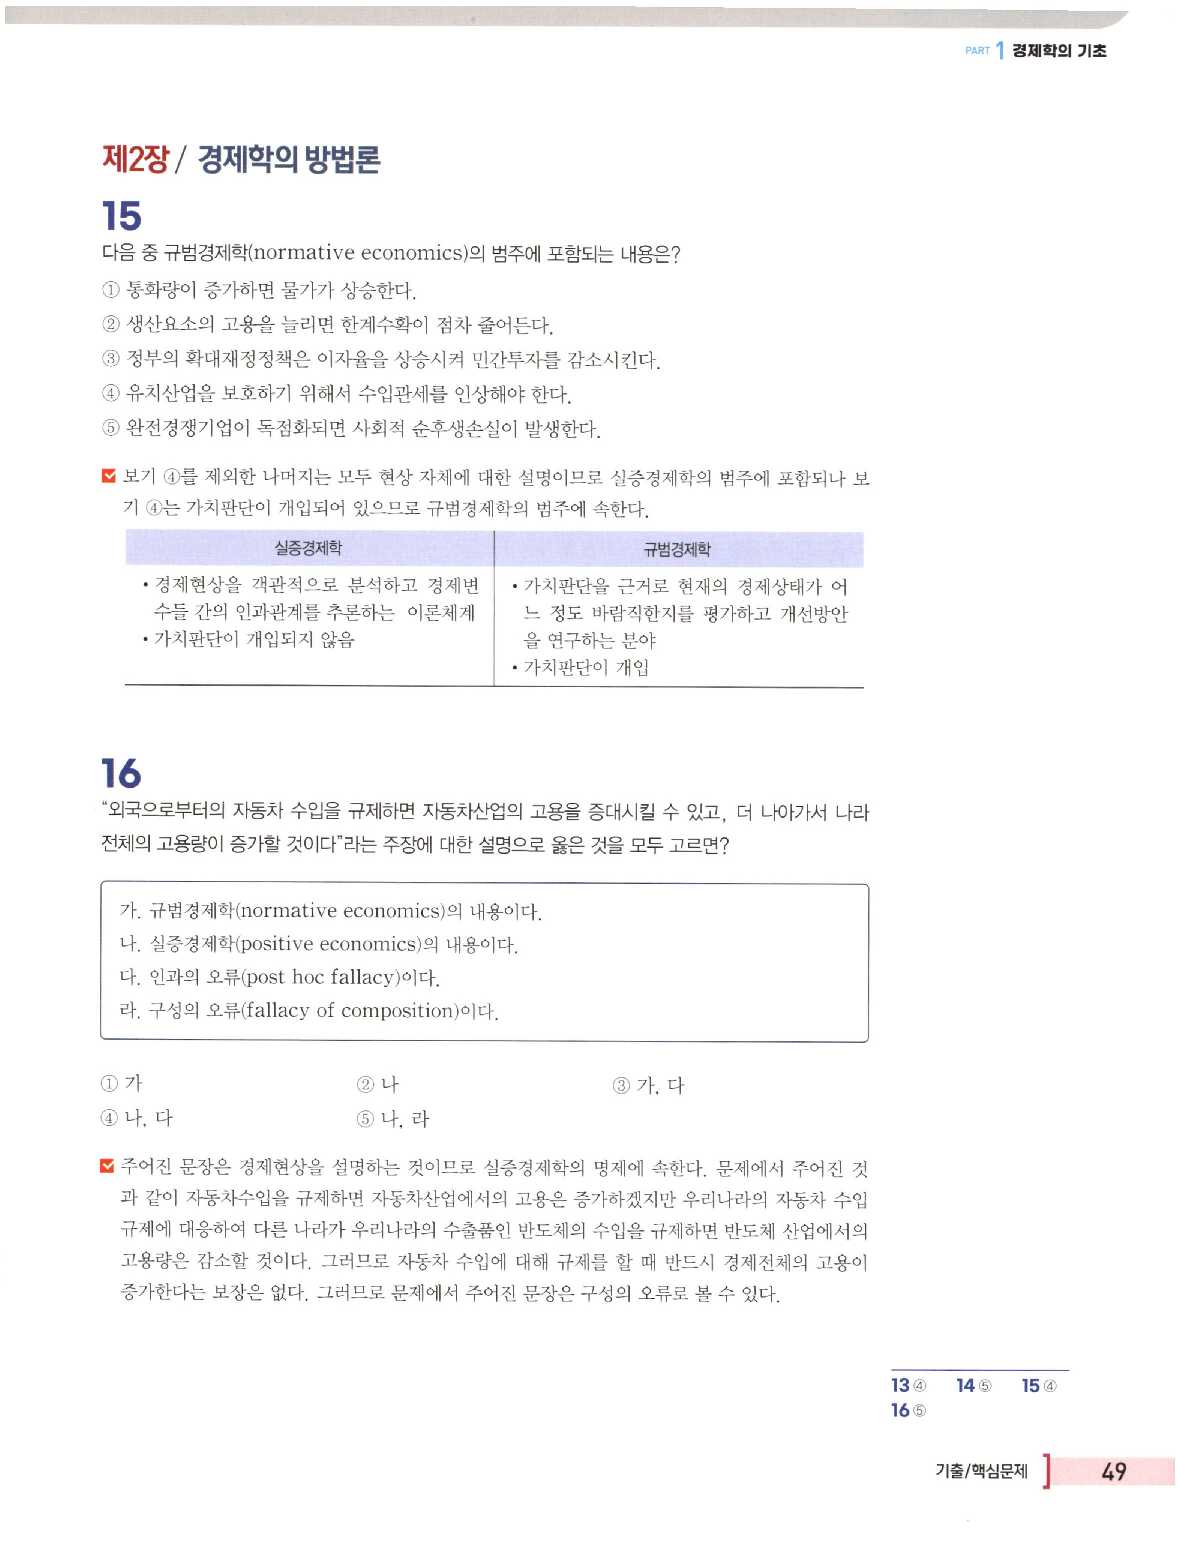 PART 1 경제학의 기초
제2장 / 경제학의 방법론
15
다음 중 규범경제학(normative economics)의 범주에 포함되는 내용은?
① 통화량이 증가하면 물가가 상승한다.
② 생산요소의 고용을 늘리면 한계수확이 점차 줄어든다.
③ 정부의 확대재정정책은 이자율을 상승시켜 민간투자를 감소시킨다.
④ 유치산업을 보호하기 위해서 수입관세를 인상해야 한다.
⑤ 완전경쟁기업이 독점화되면 사회적 순후생손실이 발생한다.
보기 ④를 제외한 나머지는 모두 현상 자체에 대한 설명이므로 실증경제학의 범주에 포함되나 보
기 ④는 가치판단이 개입되어 있으므로 규범경제학의 범주에 속한다.
실증경제학
• 경제현상을 객관적으로 분석하고 경제변
수들 간의 인과관계를 추론하는 이론체계
• 가치판단이 개입되지 않음
규범경제학
• 가치판단을 근거로 현재의 경제상태가 어
느 정도 바람직한지를 평가하고 개선방안
을 연구하는 분야
• 가치판단이 개입
16
“외국으로부터의 자동차 수입을 규제하면 자동차산업의 고용을 증대시킬 수 있고, 더 나아가서 나라
전체의 고용량이 증가할 것이다”라는 주장에 대한 설명으로 옳은 것을 모두 고르면?
가. 규범경제학(normative economics)의 내용이다.
나. 실증경제학(positive economics)의 내용이다.
다. 인과의 오류(post hoc fallacy)이다.
라. 구성의 오류(fallacy of composition)이다.
① 가 ② 나 ③ 가, 다
④ 나, 다 ⑤ 나, 라
주어진 문장은 경제현상을 설명하는 것이므로 실증경제학의 명제에 속한다. 문제에서 주어진 것
과 같이 자동차수입을 규제하면 자동차산업에서의 고용은 증가하겠지만 우리나라의 자동차 수입
규제에 대응하여 다른 나라가 우리나라의 수출품인 반도체의 수입을 규제하면 반도체 산업에서의
고용량은 감소할 것이다. 그러므로 자동차 수입에 대해 규제를 할 때 반드시 경제전체의 고용이
증가한다는 보장은 없다. 그러므로 문제에서 주어진 문장은 구성의 오류로 볼 수 있다.
13 ④ 14 ⑤ 15 ④
16 ⑤
기출/핵심문제 49